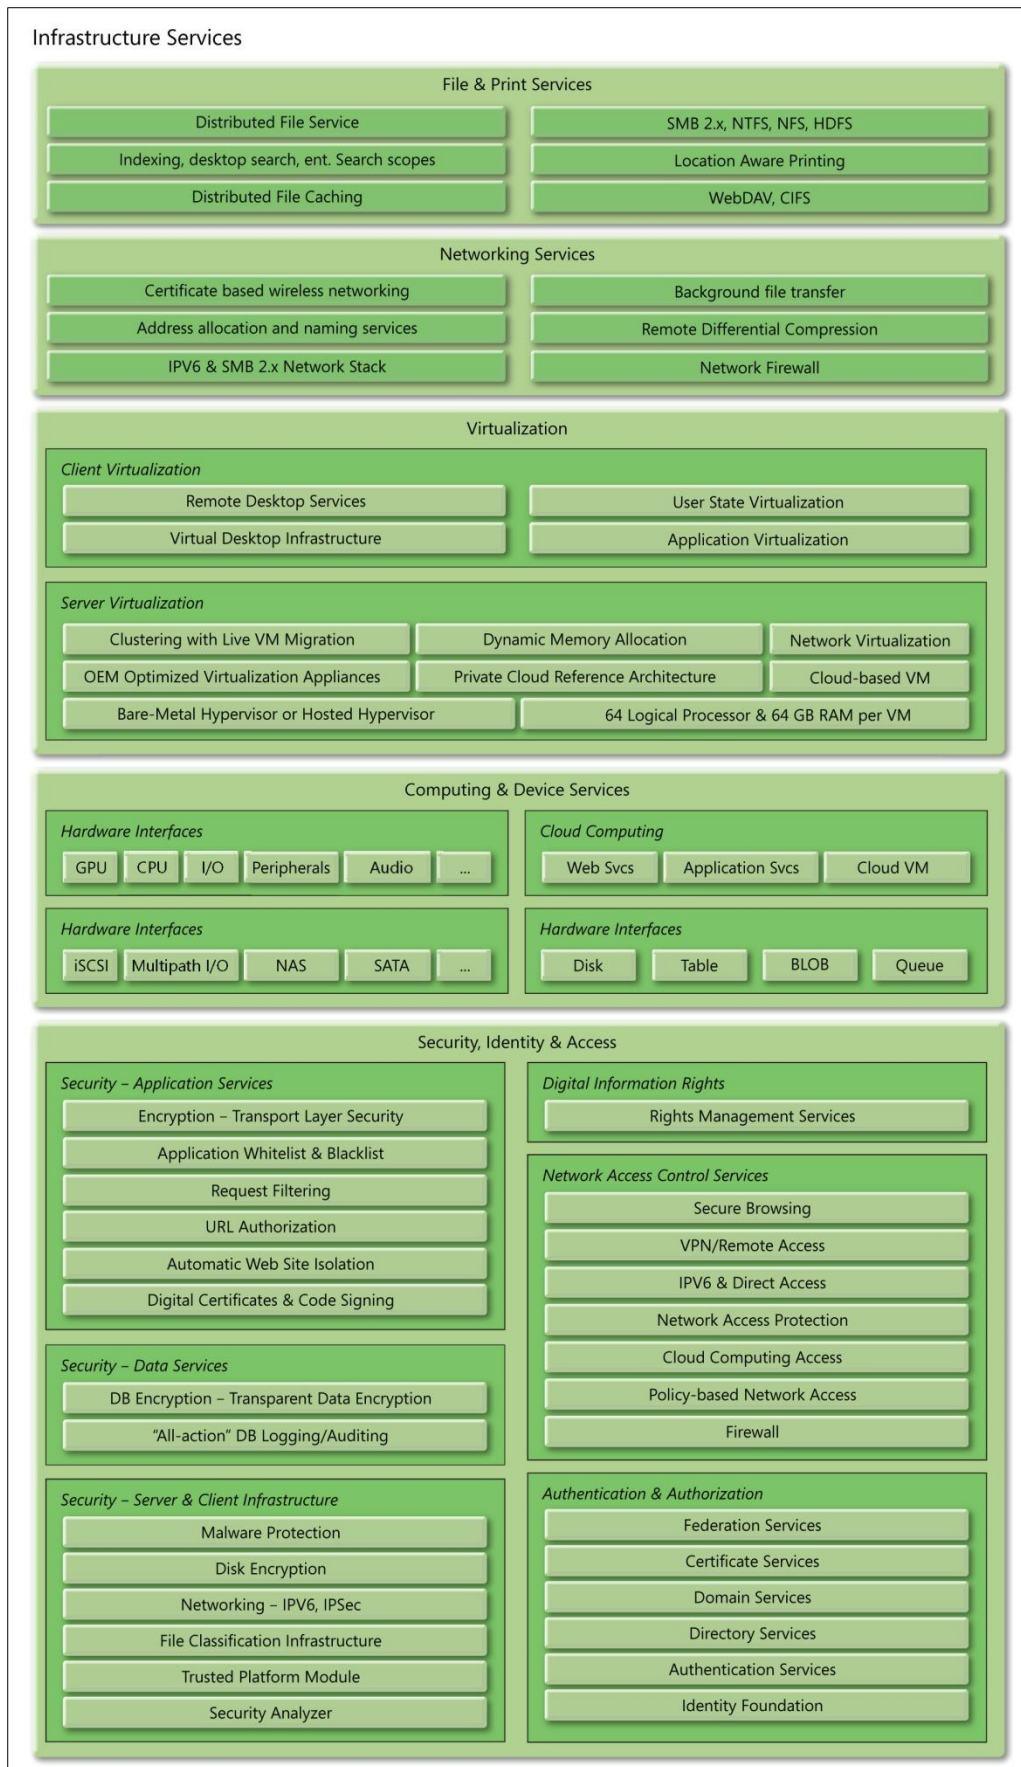 Infrastructure Services
File & Print Services
Distributed File Service
SMB 2.x, NTFS, NFS, HDFS
Indexing, desktop search, ent. Search scopes
Location Aware Printing
Distributed File Caching
WebDAV, CIFS
Networking Services
Certificate based wireless networking
Background file transfer
Address allocation and naming services
Remote Differential Compression
IPV6 & SMB 2.x Network Stack
Network Firewall
Virtualization
Client Virtualization
Remote Desktop Services
User State Virtualization
Virtual Desktop Infrastructure
Application Virtualization
Server Virtualization
Clustering with Live VM Migration
Dynamic Memory Allocation
Network Virtualization
OEM Optimized Virtualization Appliances
Private Cloud Reference Architecture
Cloud-based VM
Bare-Metal Hypervisor or Hosted Hypervisor
64 Logical Processor & 64 GB RAM per VM
Computing & Device Services
Hardware Interfaces
GPU
CPU
I/O
Peripherals
Audio
...
Cloud Computing
Web Svcs
Application Svcs
Cloud VM
Hardware Interfaces
iSCSI
Multipath I/O
NAS
SATA
...
Hardware Interfaces
Disk
Table
BLOB
Queue
Security, Identity & Access
Security – Application Services
Encryption – Transport Layer Security
Application Whitelist & Blacklist
Request Filtering
URL Authorization
Automatic Web Site Isolation
Digital Certificates & Code Signing
Security – Data Services
DB Encryption – Transparent Data Encryption
“All-action” DB Logging/Auditing
Security – Server & Client Infrastructure
Malware Protection
Disk Encryption
Networking – IPV6, IPSec
File Classification Infrastructure
Trusted Platform Module
Security Analyzer
Digital Information Rights
Rights Management Services
Network Access Control Services
Secure Browsing
VPN/Remote Access
IPV6 & Direct Access
Network Access Protection
Cloud Computing Access
Policy-based Network Access
Firewall
Authentication & Authorization
Federation Services
Certificate Services
Domain Services
Directory Services
Authentication Services
Identity Foundation